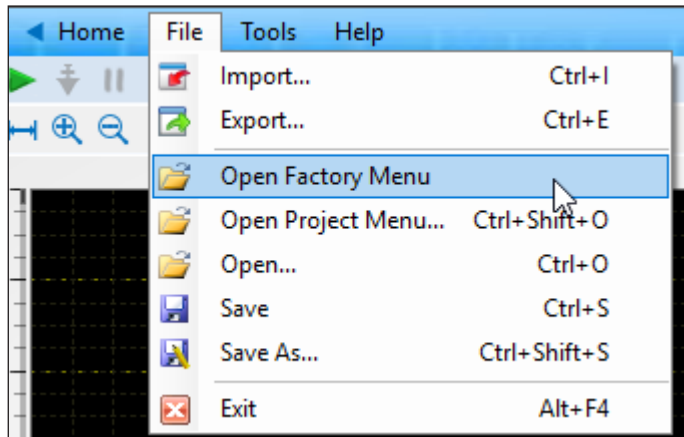 Home File Tools Help
Import... Ctrl+I
Export... Ctrl+E
Open Factory Menu
Open Project Menu... Ctrl+Shift+O
Open... Ctrl+O
Save Ctrl+S
Save As... Ctrl+Shift+S
Exit Alt+F4